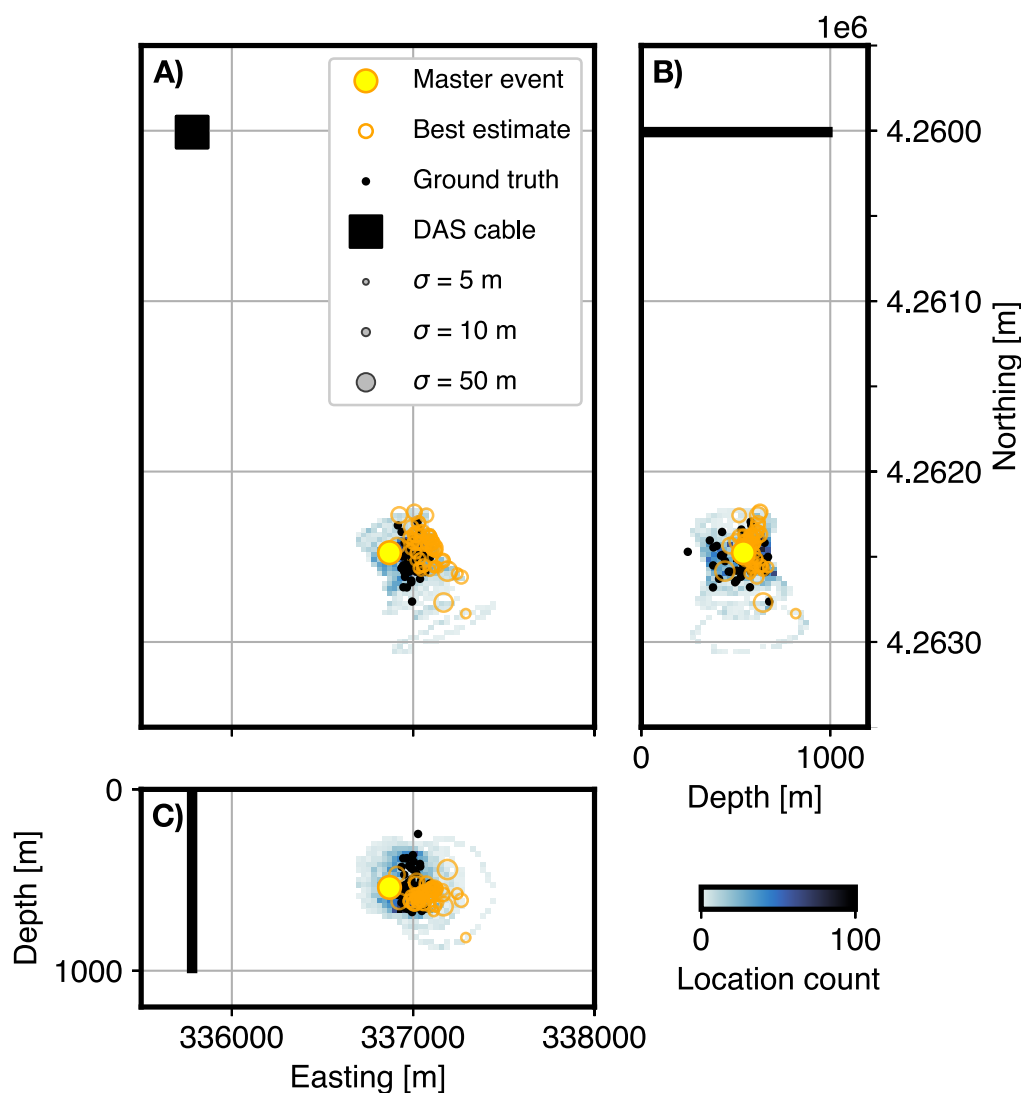 1e6
A)
Master event
Best estimate
Ground truth
DAS cable
σ = 5 m
σ = 10 m
σ = 50 m
B)
4.2600
4.2610
4.2620
4.2630
Northing [m]
0
1000
Depth [m]
C)
0
1000
Depth [m]
336000
337000
338000
Easting [m]
0
100
Location count